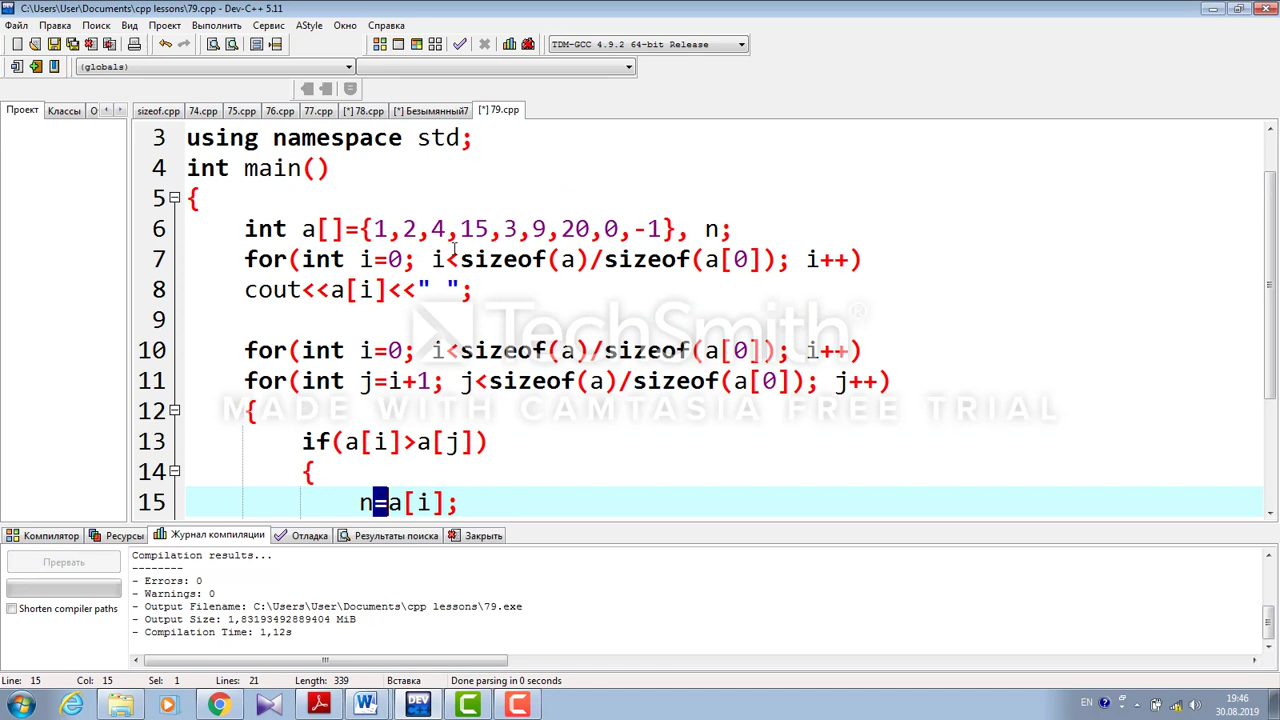 C:\Users\User\Documents\cpp lessons\79.cpp - Dev-C++ 5.11
Файл Правка Поиск Вид Проект Выполнить Сервис AStyle Окно Справка
TDM-GCC 4.9.2 64-bit Release
(globals)
Проект Классы О sizeof.cpp 74.cpp 75.cpp 76.cpp 77.cpp [*] 78.cpp [*] Безымянный7 [*] 79.cpp
3 using namespace std;
4 int main()
5 {
6 int a[]={1,2,4,15,3,9,20,0,-1}, n;
7 for(int i=0; i<sizeof(a)/sizeof(a[0]); i++)
8 cout<<a[i]<<" ";
9
TechSmith®
10 for(int i=0; i<sizeof(a)/sizeof(a[0]); i++)
11 for(int j=i+1; j<sizeof(a)/sizeof(a[0]); j++)
MADE WITH CAMTASIA FREE TRIAL
12 {
13 if(a[i]>a[j])
14 {
15 n=a[i];
Компилятор Ресурсы Журнал компиляции Отладка Результаты поиска Закрыть
Прервать
Shorten compiler paths
Compilation results...
--------
- Errors: 0
- Warnings: 0
- Output Filename: C:\Users\User\Documents\cpp lessons\79.exe
- Output Size: 1,83193492889404 MiB
- Compilation Time: 1,12s
Line: 15 Col: 15 Sel: 1 Lines: 21 Length: 339 Вставка Done parsing in 0 seconds
DEV C C EN 19:46
30.08.2019